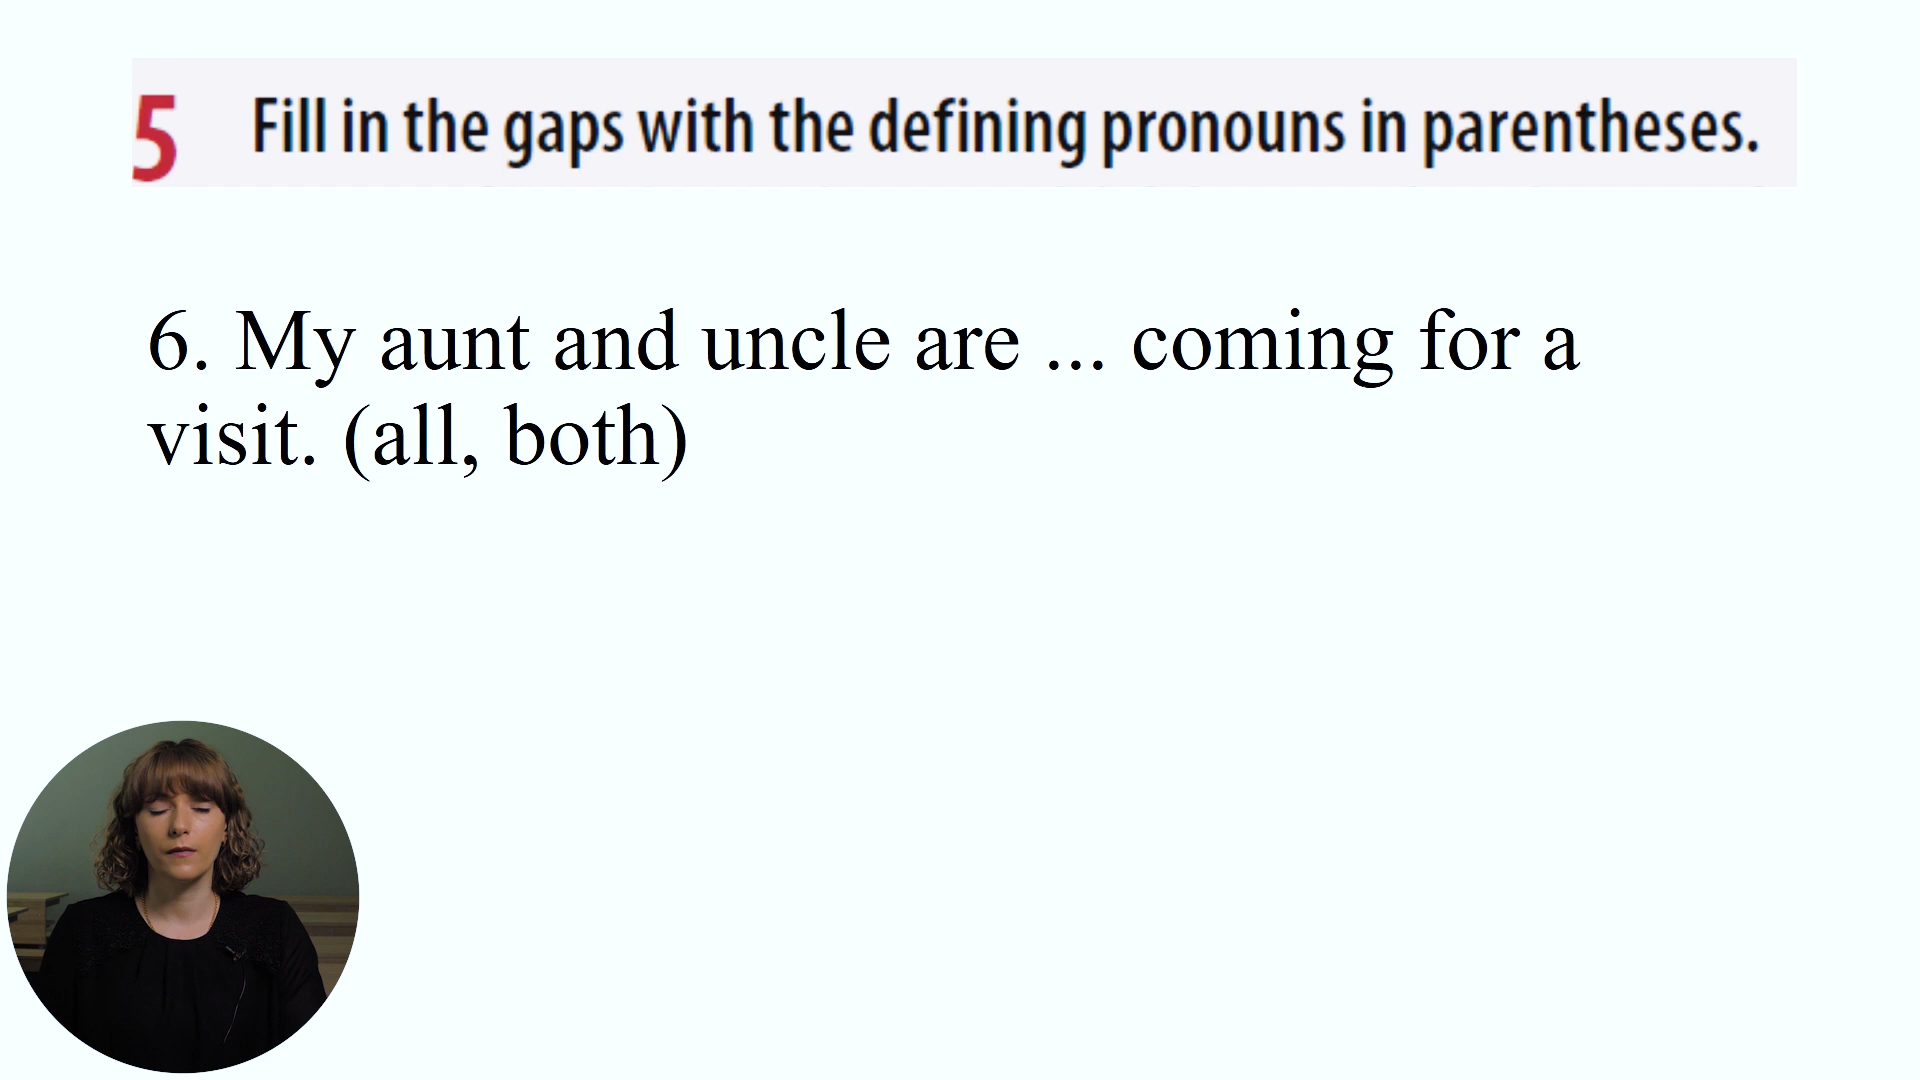 5 Fill in the gaps with the defining pronouns in parentheses.
6. My aunt and uncle are ... coming for a
visit. (all, both)